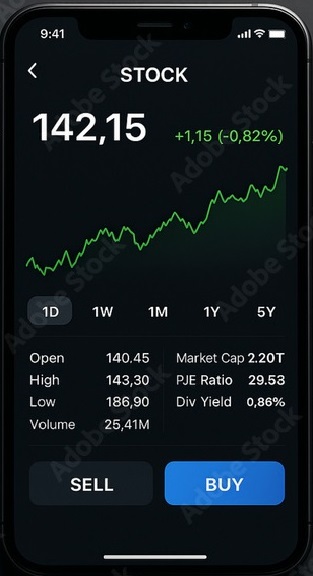 9:41
STOCK
142,15 +1,15 (-0,82%)
1D 1W 1M 1Y 5Y
Open 140.45 Market Cap 2.20T
High 143,30 PJE Ratio 29.53
Low 186,90 Div Yield 0,86%
Volume 25,41M
SELL BUY
Adobe Stock